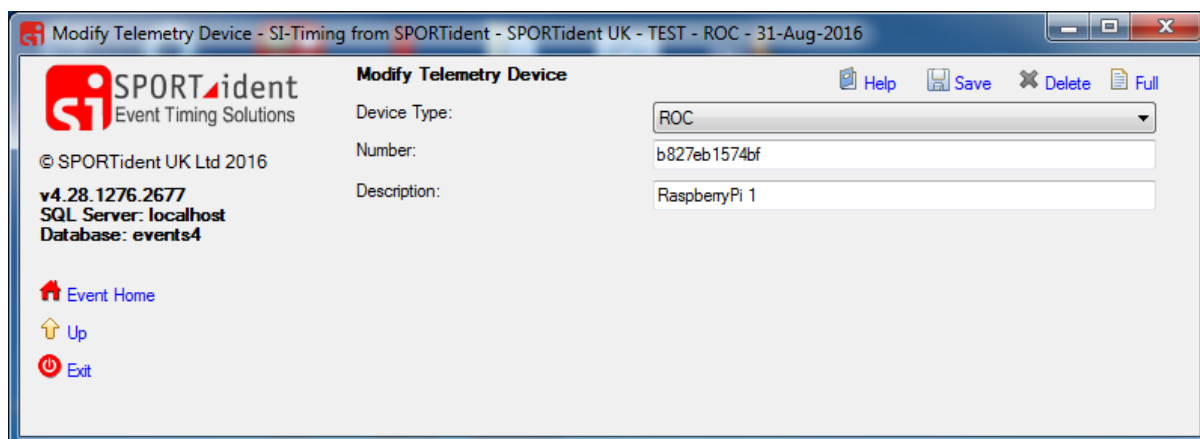 Modify Telemetry Device - SI-Timing from SPORTident - SPORTident UK - TEST - ROC - 31-Aug-2016
SPORTident
Event Timing Solutions
© SPORTident UK Ltd 2016
v4.28.1276.2677
SQL Server: localhost
Database: events4
Event Home
Up
Exit
Modify Telemetry Device
Help Save Delete Full
Device Type: ROC
Number: b827eb1574bf
Description: RaspberryPi 1